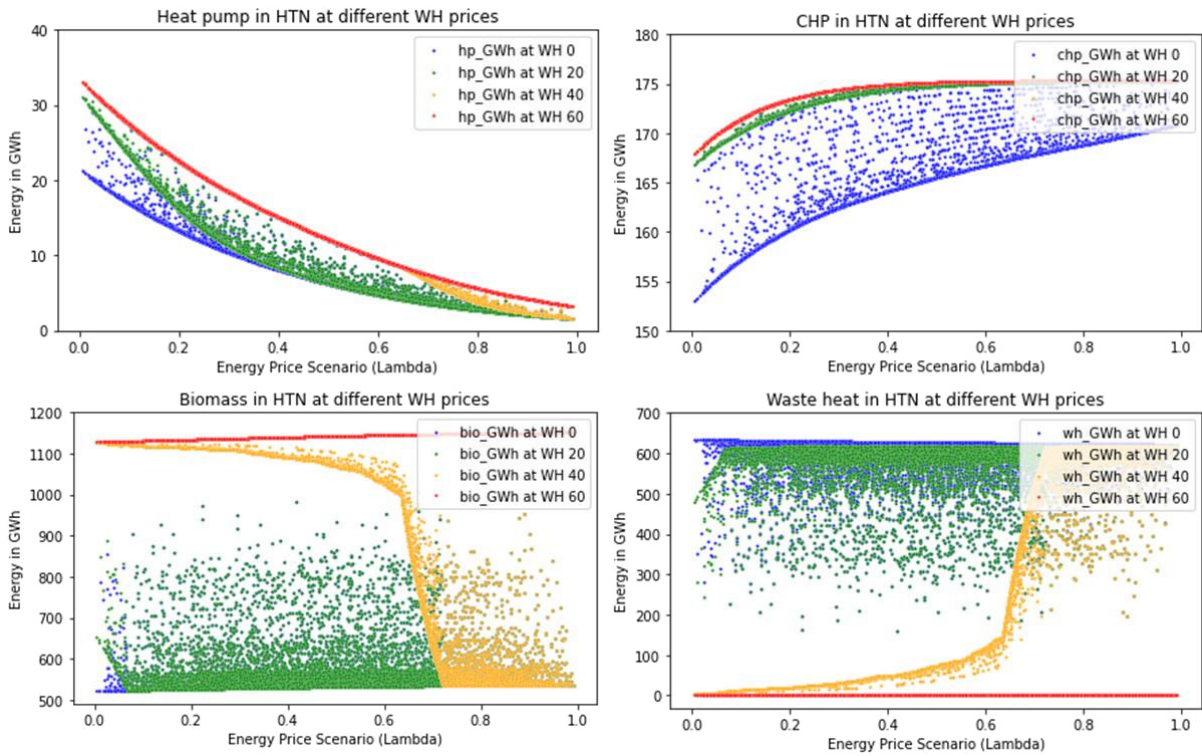 Heat pump in HTN at different WH prices
40
30
20
10
0
Energy in GWh
hp_GWh at WH 0
hp_GWh at WH 20
hp_GWh at WH 40
hp_GWh at WH 60
0.0 0.2 0.4 0.6 0.8 1.0
Energy Price Scenario (Lambda)
CHP in HTN at different WH prices
180
175
170
165
160
155
150
Energy in GWh
chp_GWh at WH 0
chp_GWh at WH 20
chp_GWh at WH 40
chp_GWh at WH 60
0.0 0.2 0.4 0.6 0.8 1.0
Energy Price Scenario (Lambda)
Biomass in HTN at different WH prices
1200
1100
1000
900
800
700
600
500
Energy in GWh
bio_GWh at WH 0
bio_GWh at WH 20
bio_GWh at WH 40
bio_GWh at WH 60
0.0 0.2 0.4 0.6 0.8 1.0
Energy Price Scenario (Lambda)
Waste heat in HTN at different WH prices
700
600
500
400
300
200
100
0
Energy in GWh
wh_GWh at WH 0
wh_GWh at WH 20
wh_GWh at WH 40
wh_GWh at WH 60
0.0 0.2 0.4 0.6 0.8 1.0
Energy Price Scenario (Lambda)